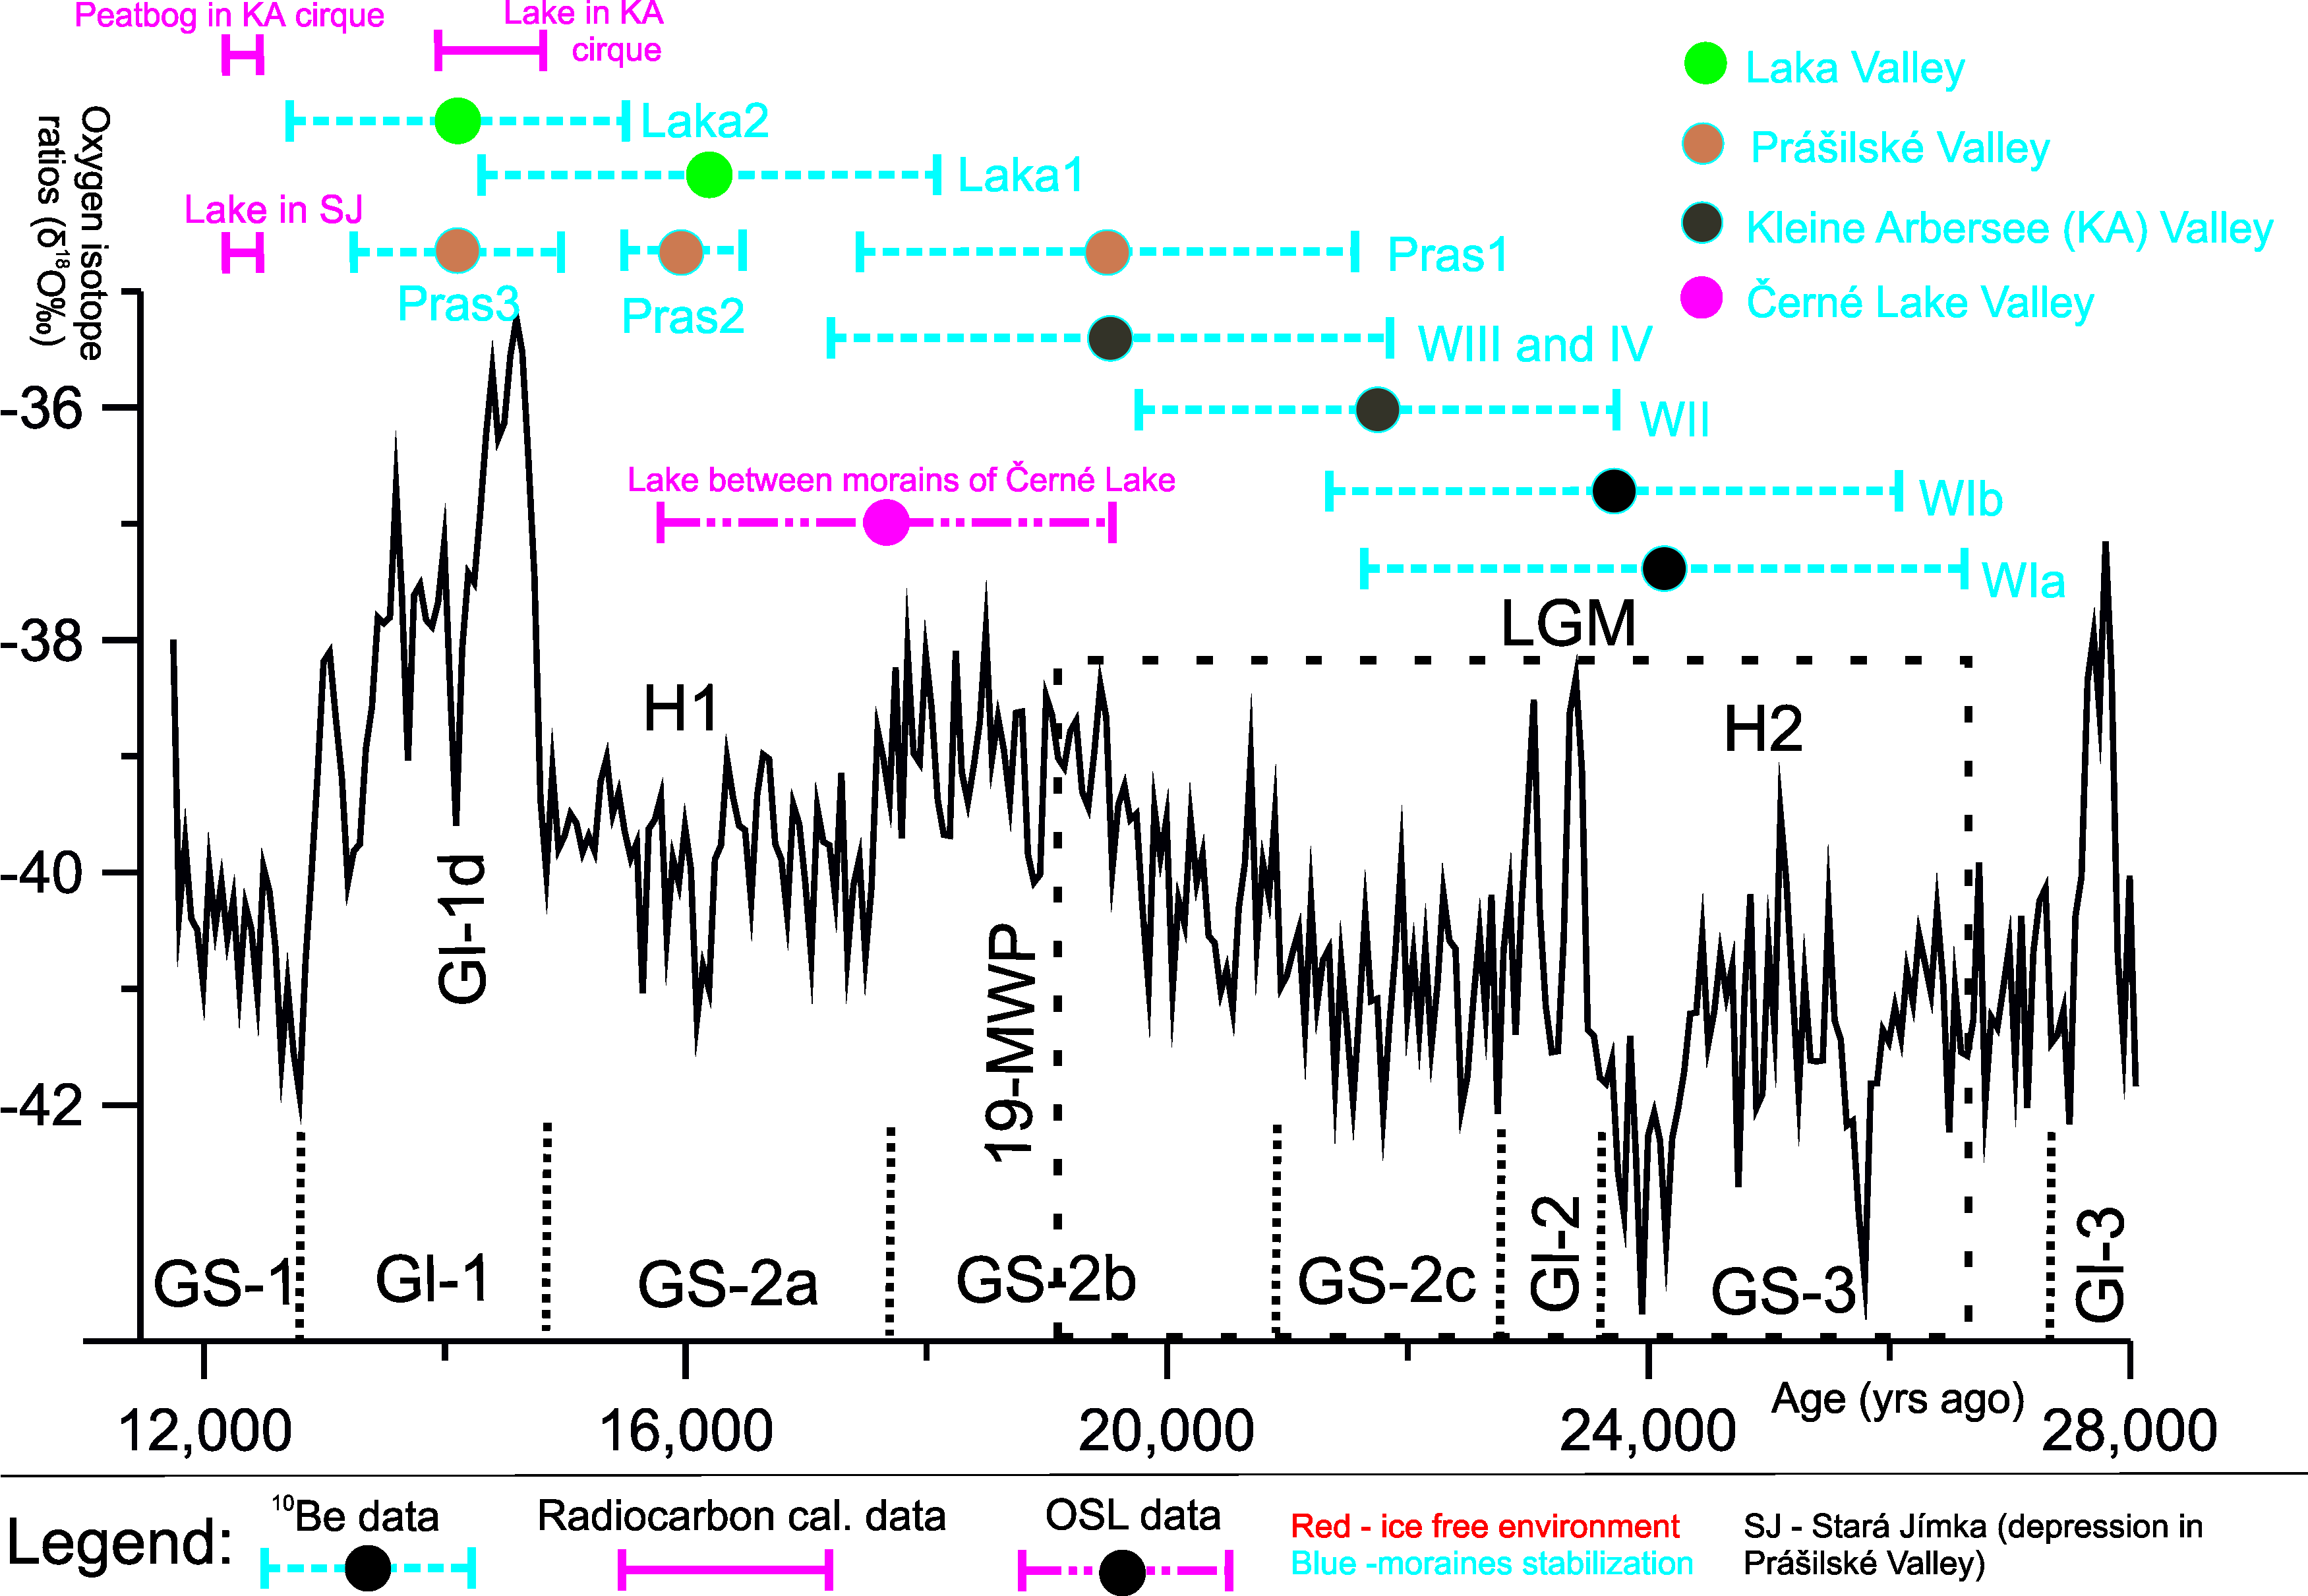 Peatbog in KA cirque
Lake in KA
cirque
Laka Valley
Prášilské Valley
Kleine Arbersee (KA) Valley
Černé Lake Valley
Oxygen isotope
ratios (δ¹⁸O‰)
Laka2
Laka1
Lake in SJ
Pras3
Pras2
Pras1
WIII and IV
WII
Lake between morains of Černé Lake
WIb
WIa
-36
-38
-40
-42
LGM
H1
H2
GI-1d
19-MWP
GS-1
GI-1
GS-2a
GS-2b
GS-2c
GI-2
GS-3
GI-3
Age (yrs ago)
12,000
16,000
20,000
24,000
28,000
Legend:
¹⁰Be data
Radiocarbon cal. data
OSL data
Red - ice free environment
Blue -moraines stabilization
SJ - Stará Jímka (depression in
Prášilské Valley)